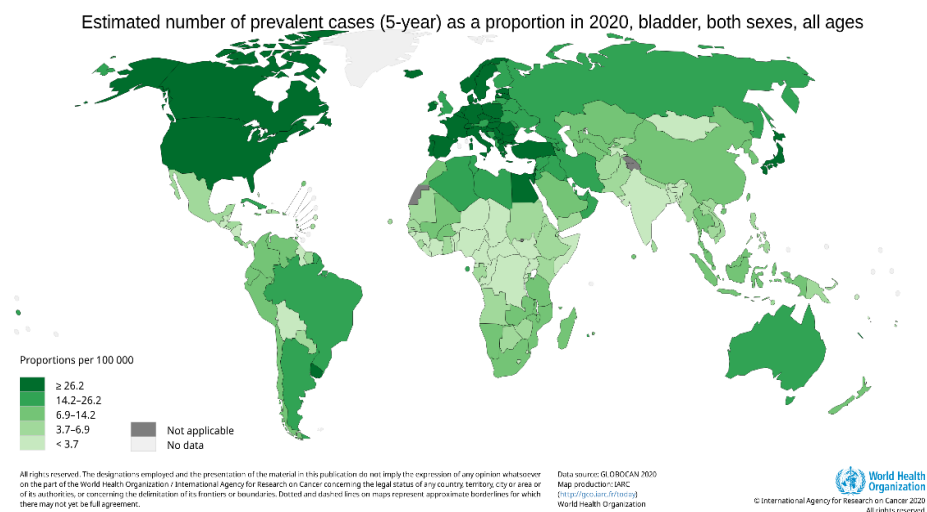 Estimated number of prevalent cases (5-year) as a proportion in 2020, bladder, both sexes, all ages
Proportions per 100 000
≥ 26.2
14.2–26.2
6.9–14.2
3.7–6.9
< 3.7
Not applicable
No data
All rights reserved. The designations employed and the presentation of the material in this publication do not imply the expression of any opinion whatsoever
on the part of the World Health Organization / International Agency for Research on Cancer concerning the legal status of any country, territory, city or area or
of its authorities, or concerning the delimitation of its frontiers or boundaries. Dotted and dashed lines on maps represent approximate borderlines for which
there may not yet be full agreement.
Data source: GLOBOCAN 2020
Map production: IARC
(http://gco.iarc.fr/today)
World Health Organization
World Health
Organization
© International Agency for Research on Cancer 2020
All rights reserved